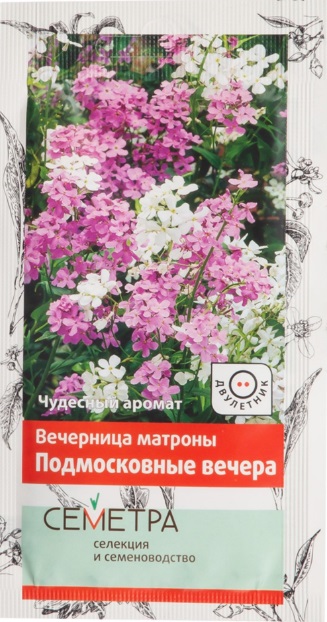 Чудесный аромат
ДВУЛЕТНИК
Вечерница матроны
Подмосковные вечера
СЕМЕТРА
селекция
и семеноводство